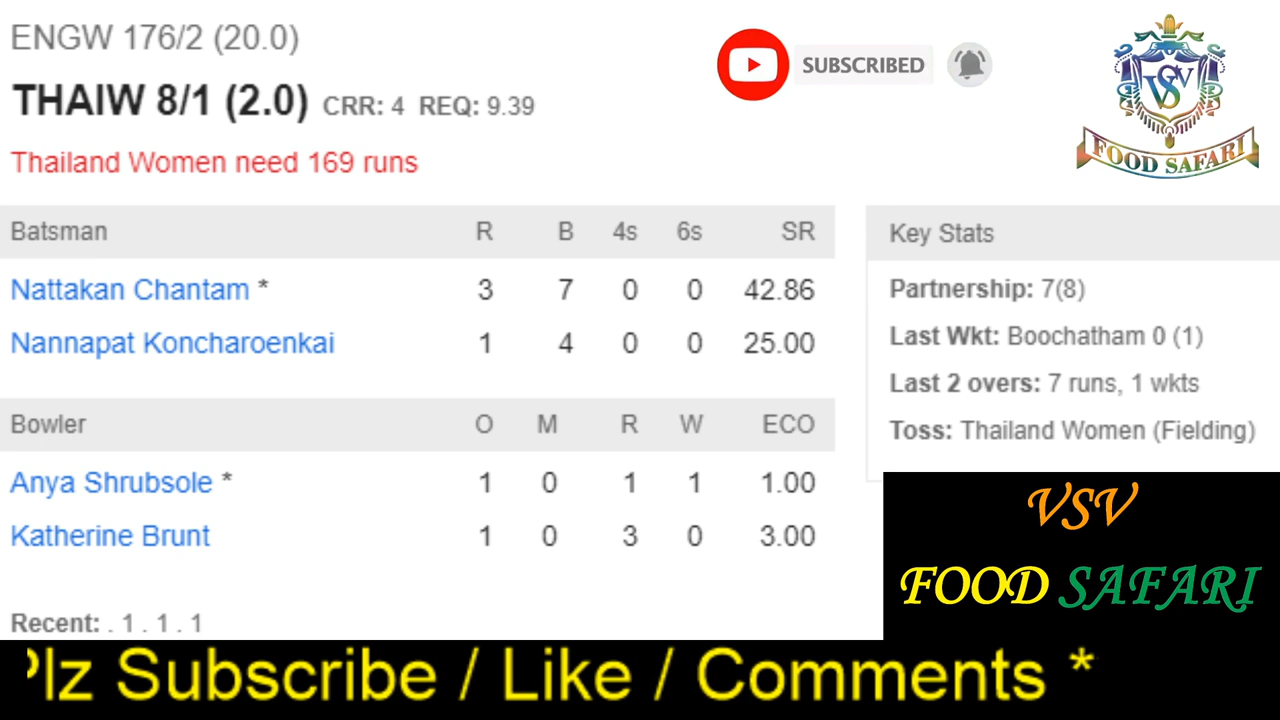 ENGW 176/2 (20.0)
THAIW 8/1 (2.0) CRR: 4 REQ: 9.39
Thailand Women need 169 runs
SUBSCRIBED
VSV
FOOD SAFARI
Batsman R B 4s 6s SR
Nattakan Chantam * 3 7 0 0 42.86
Nannapat Koncharoenkai 1 4 0 0 25.00
Bowler O M R W ECO
Anya Shrubsole * 1 0 1 1 1.00
Katherine Brunt 1 0 3 0 3.00
Recent: . 1 . 1 . 1
Key Stats
Partnership: 7(8)
Last Wkt: Boochatham 0 (1)
Last 2 overs: 7 runs, 1 wkts
Toss: Thailand Women (Fielding)
VSV
FOOD SAFARI
Plz Subscribe / Like / Comments *